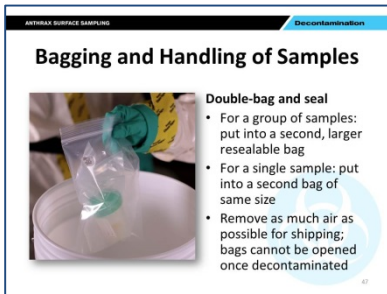 ANTHRAX SURFACE SAMPLING
Decontamination
Bagging and Handling of Samples
Double-bag and seal
• For a group of samples:
put into a second, larger
resealable bag
• For a single sample: put
into a second bag of
same size
• Remove as much air as
possible for shipping;
bags cannot be opened
once decontaminated
67